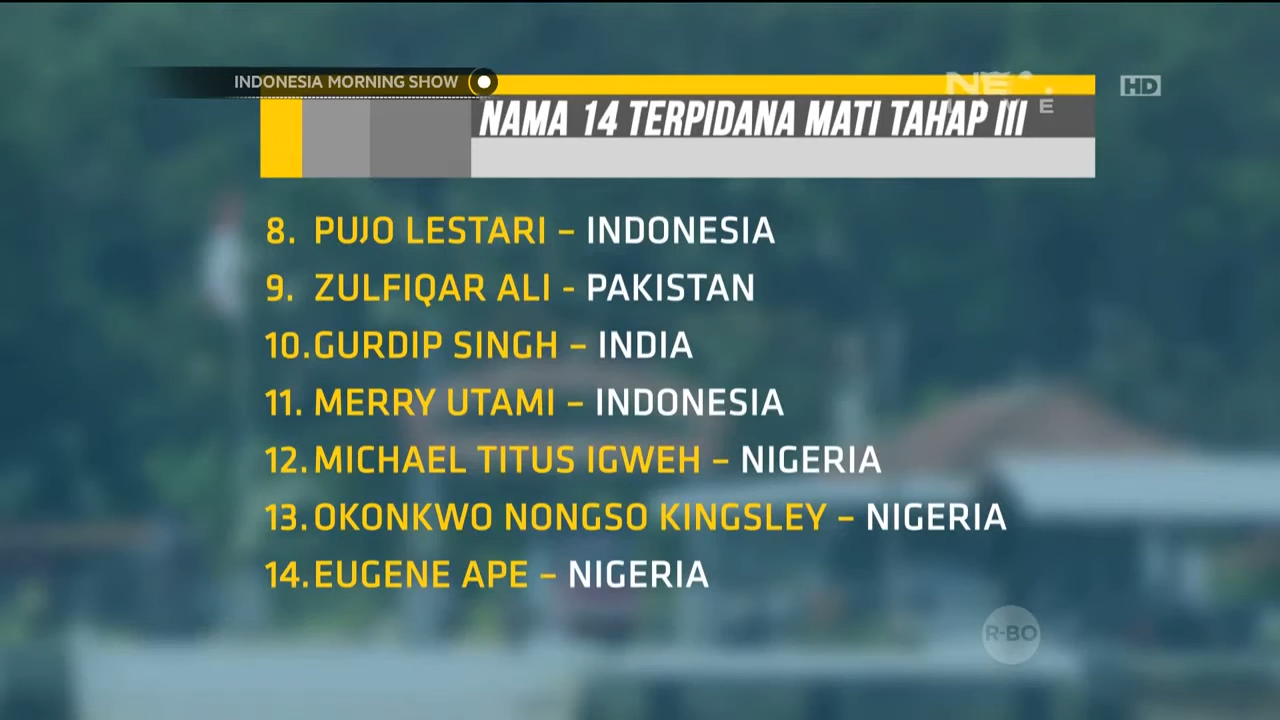 INDONESIA MORNING SHOW
HD
NAMA 14 TERPIDANA MATI TAHAP III
8. PUJO LESTARI – INDONESIA
9. ZULFIQAR ALI - PAKISTAN
10.GURDIP SINGH – INDIA
11. MERRY UTAMI – INDONESIA
12.MICHAEL TITUS IGWEH – NIGERIA
13.OKONKWO NONGSO KINGSLEY – NIGERIA
14.EUGENE APE – NIGERIA
R-BO